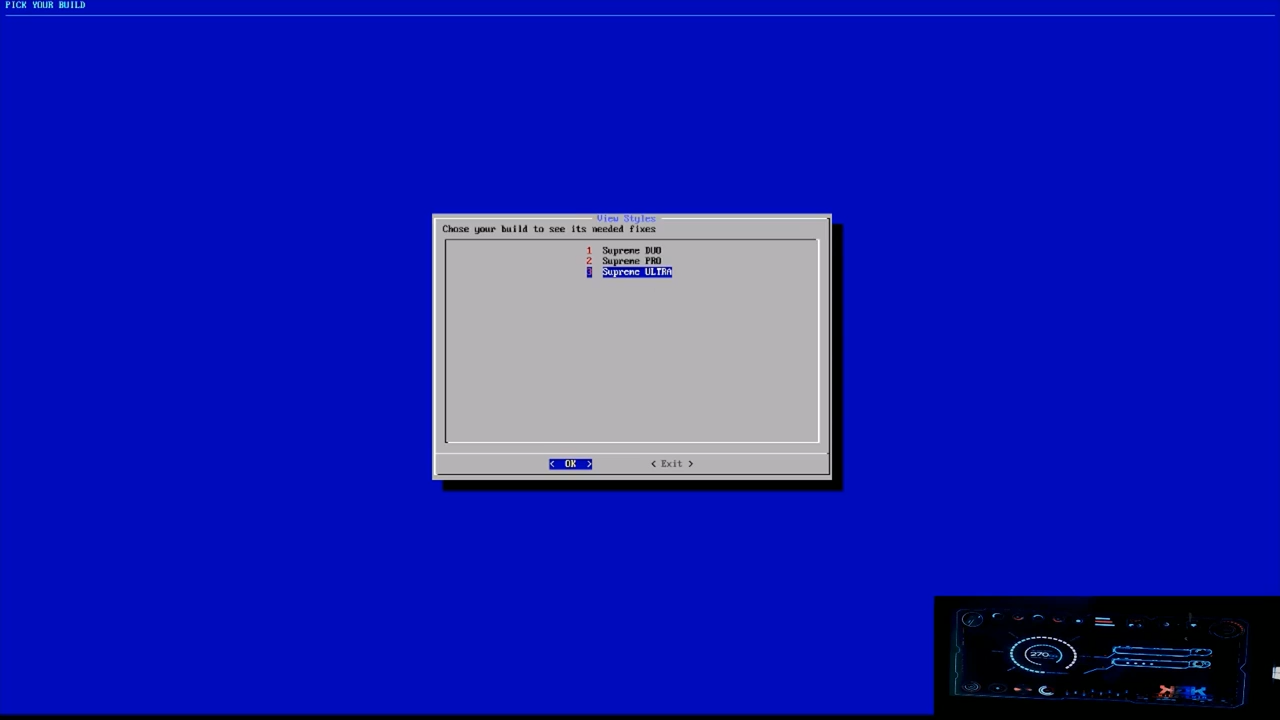 PICK YOUR BUILD
View Styles
Chose your build to see its needed fixes
1 Supreme DUO
2 Supreme PRO
3 Supreme ULTRA
< OK > < Exit >
270